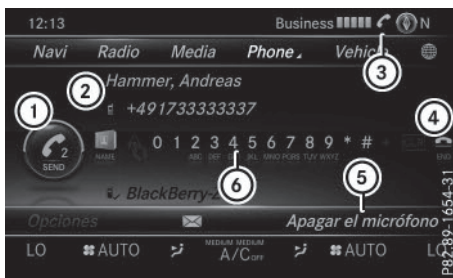 12:13 Business N
Navi Radio Media Phone Vehicle
3
Hammer, Andreas
2
1
+491733333337
4
2
SEND
NAME
0 1 2 3 4 5 6 7 8 9 * #
ABC DEF JKL MNO PQRS TUV WXYZ
END
6
5
BlackBerry-
Opciones Apagar el micrófono
LO AUTO MEDIUM MEDIUM A/C OFF AUTO LO
P82.89-1654-31